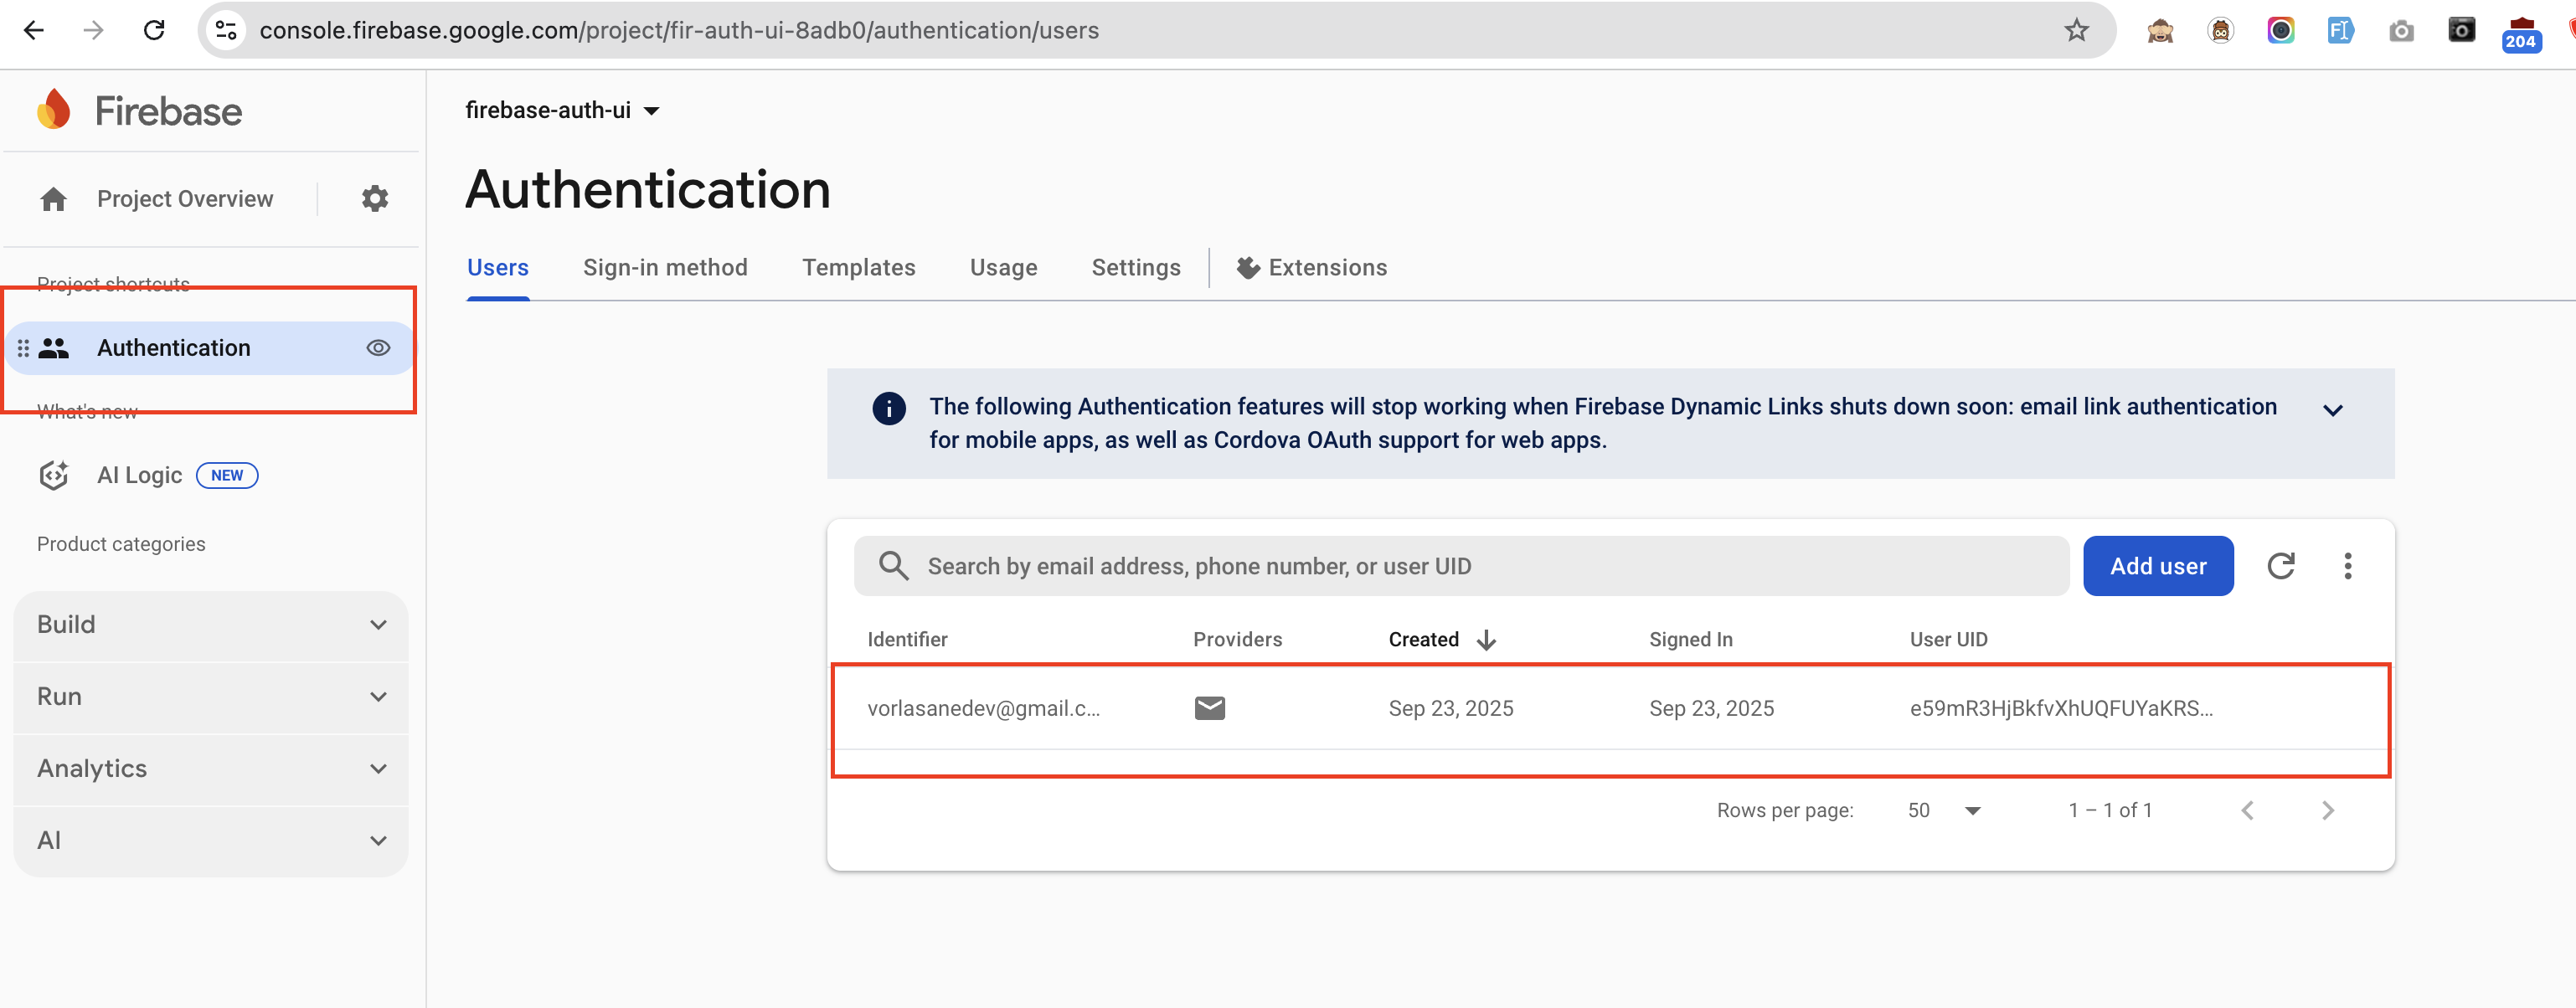 console.firebase.google.com/project/fir-auth-ui-8adb0/authentication/users
204
Firebase
Project Overview
Project shortcuts
Authentication
What's new
AI Logic NEW
Product categories
Build
Run
Analytics
AI
firebase-auth-ui
Authentication
Users Sign-in method Templates Usage Settings Extensions
The following Authentication features will stop working when Firebase Dynamic Links shuts down soon: email link authentication
for mobile apps, as well as Cordova OAuth support for web apps.
Search by email address, phone number, or user UID Add user
Identifier Providers Created Signed In User UID
vorlasanedev@gmail.c... Sep 23, 2025 Sep 23, 2025 e59mR3HjBkfvXhUQFUYaKRS...
Rows per page: 50 1 – 1 of 1